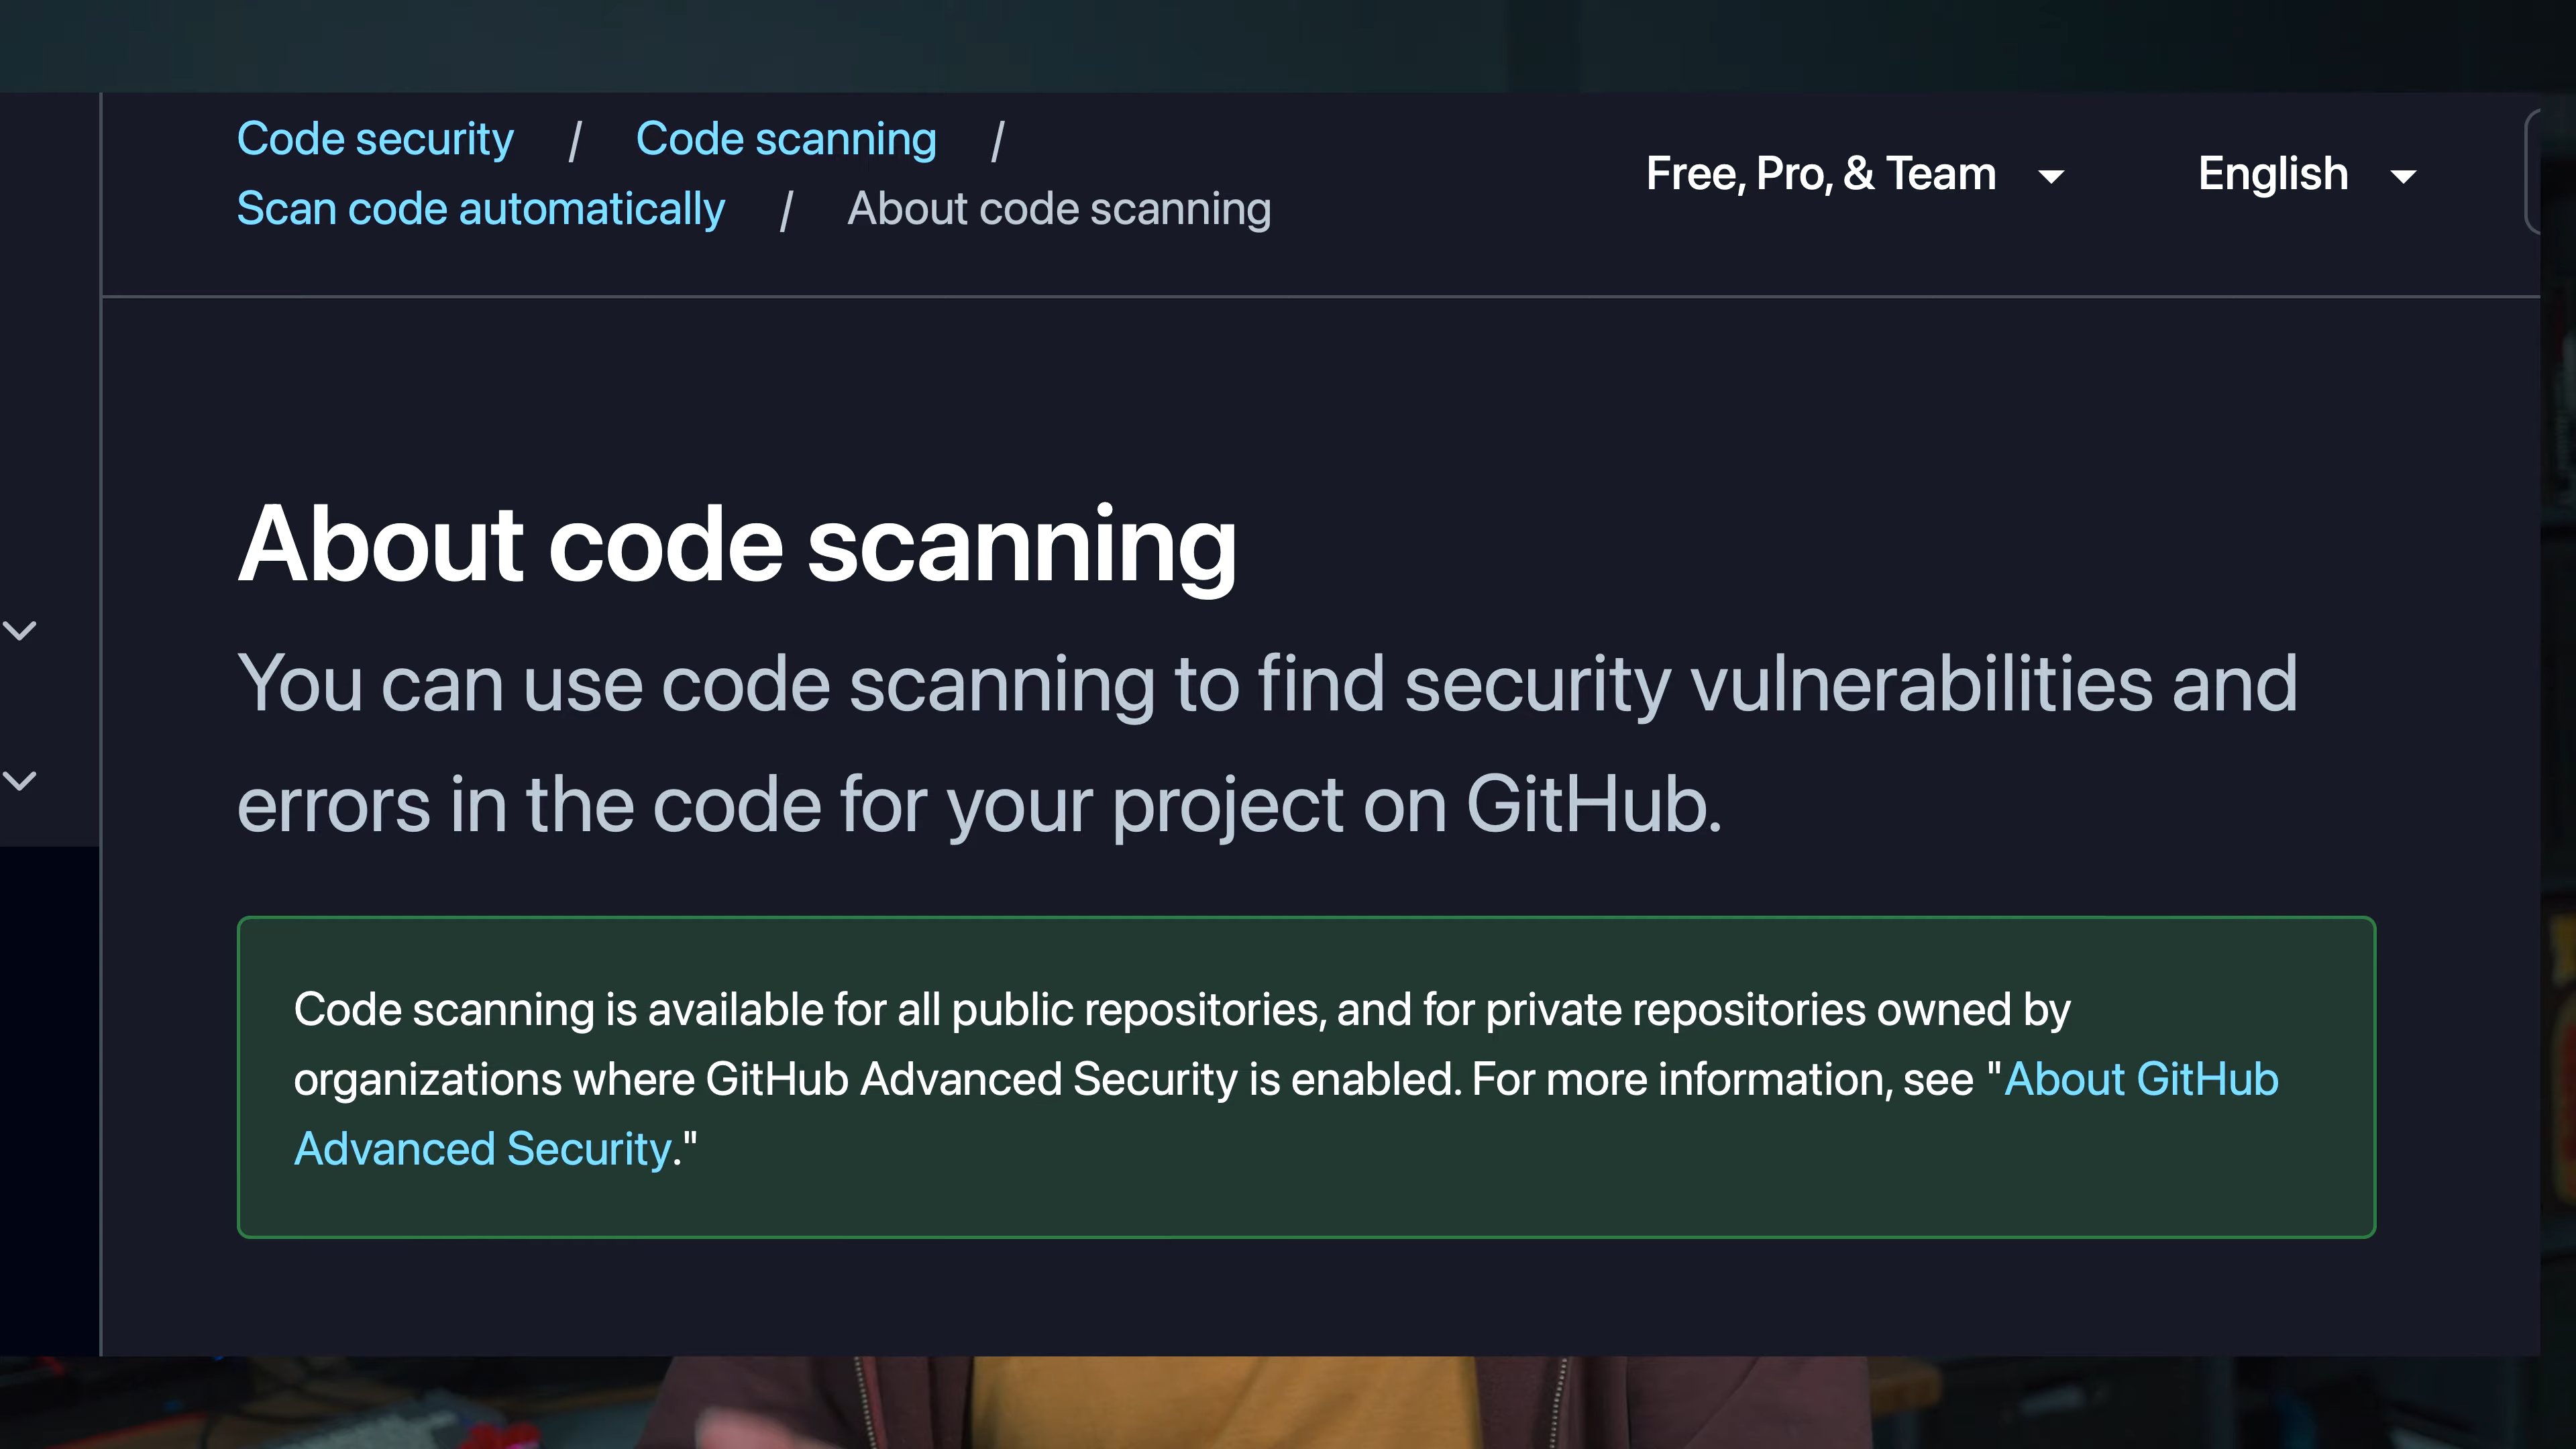 Code security / Code scanning /
Scan code automatically / About code scanning
Free, Pro, & Team
English
About code scanning
You can use code scanning to find security vulnerabilities and
errors in the code for your project on GitHub.
Code scanning is available for all public repositories, and for private repositories owned by
organizations where GitHub Advanced Security is enabled. For more information, see "About GitHub
Advanced Security."